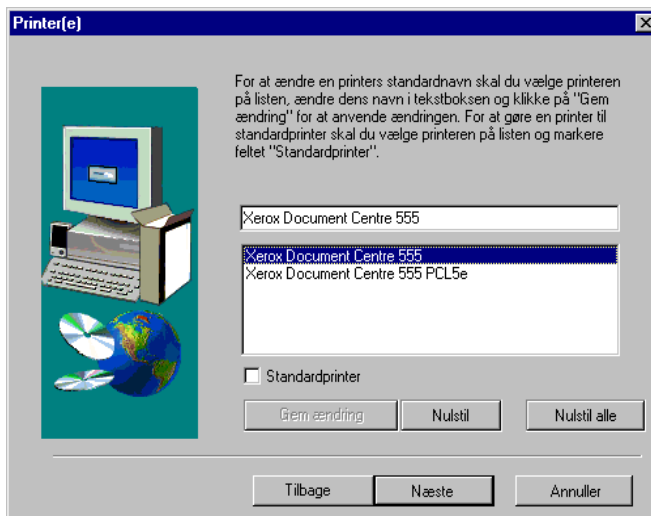 Printer(e)
For at ændre en printers standardnavn skal du vælge printeren
på listen, ændre dens navn i tekstboksen og klikke på "Gem
ændring" for at anvende ændringen. For at gøre en printer til
standardprinter skal du vælge printeren på listen og markere
feltet "Standardprinter".
Xerox Document Centre 555
Xerox Document Centre 555
Xerox Document Centre 555 PCL5e
Standardprinter
Gem ændring Nulstil Nulstil alle
Tilbage Næste Annuller